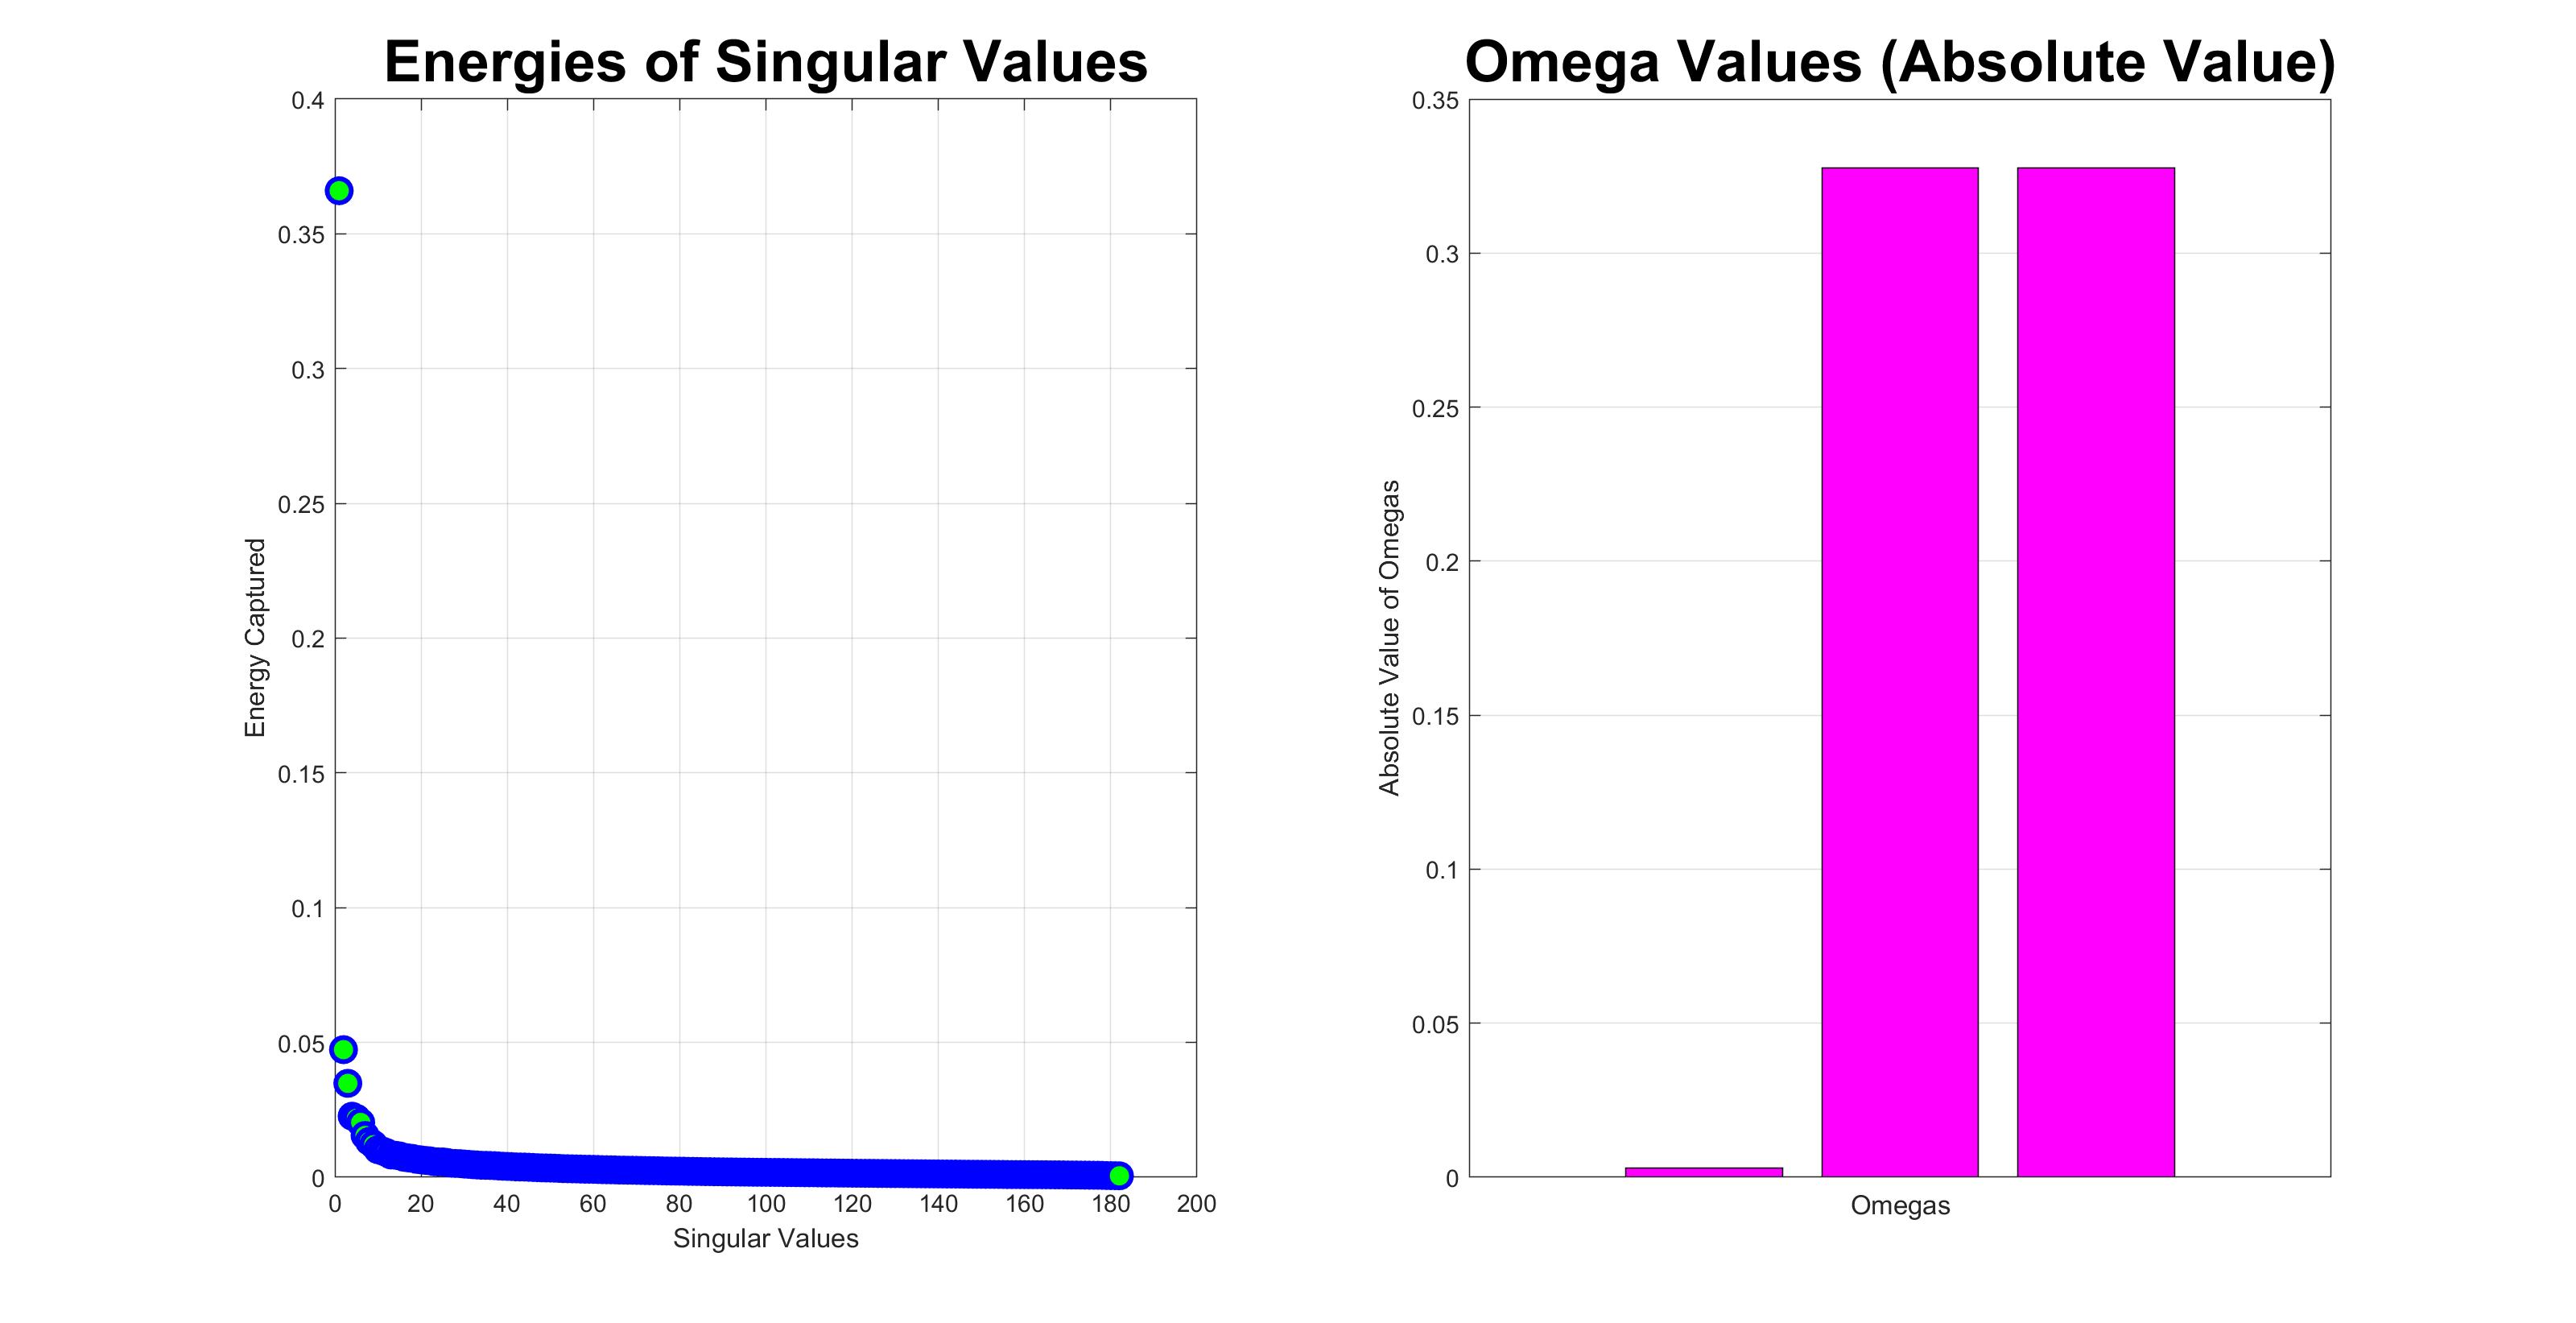 Energies of Singular Values
0.4
0.35
0.3
0.25
0.2
0.15
0.1
0.05
0
Energy Captured
0 20 40 60 80 100 120 140 160 180 200
Singular Values
Omega Values (Absolute Value)
0.35
0.3
0.25
0.2
0.15
0.1
0.05
0
Absolute Value of Omegas
Omegas